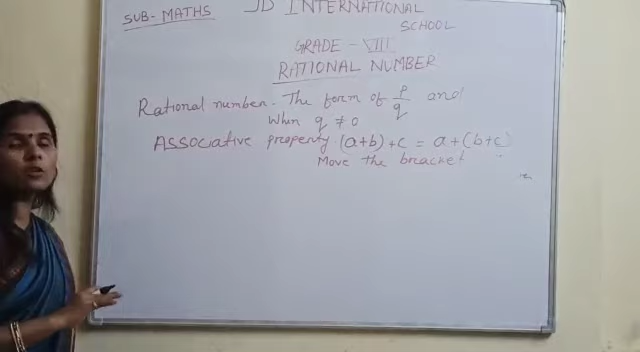 SUB- MATHS
JD INTERNATIONAL
SCHOOL
GRADE - VIII
RATIONAL NUMBER
Rational number. The form of p/q and
When q ≠ 0
Associative property (a+b)+c = a+(b+c)
Move the bracket